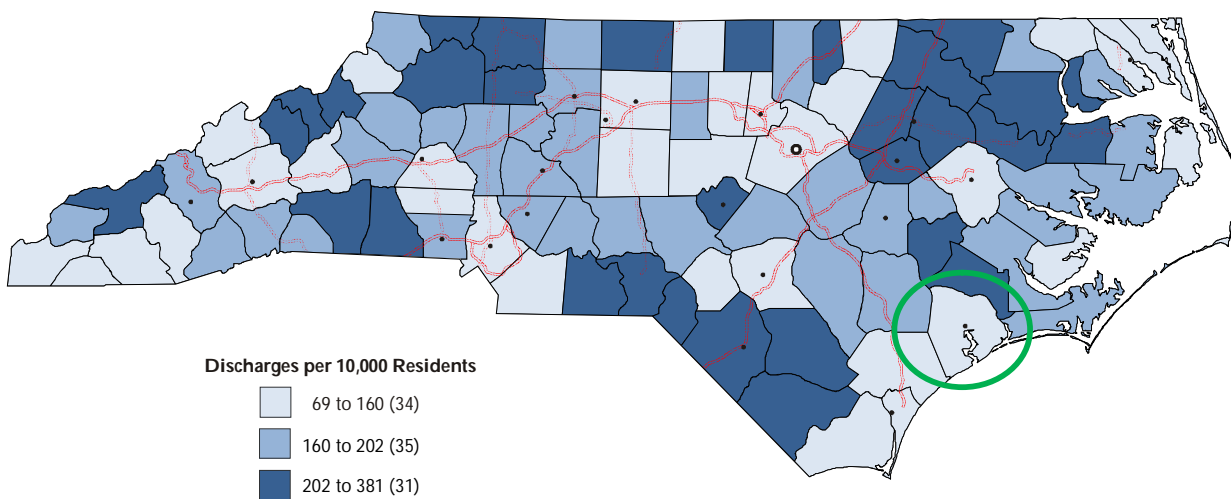 Discharges per 10,000 Residents
69 to 160 (34)
160 to 202 (35)
202 to 381 (31)